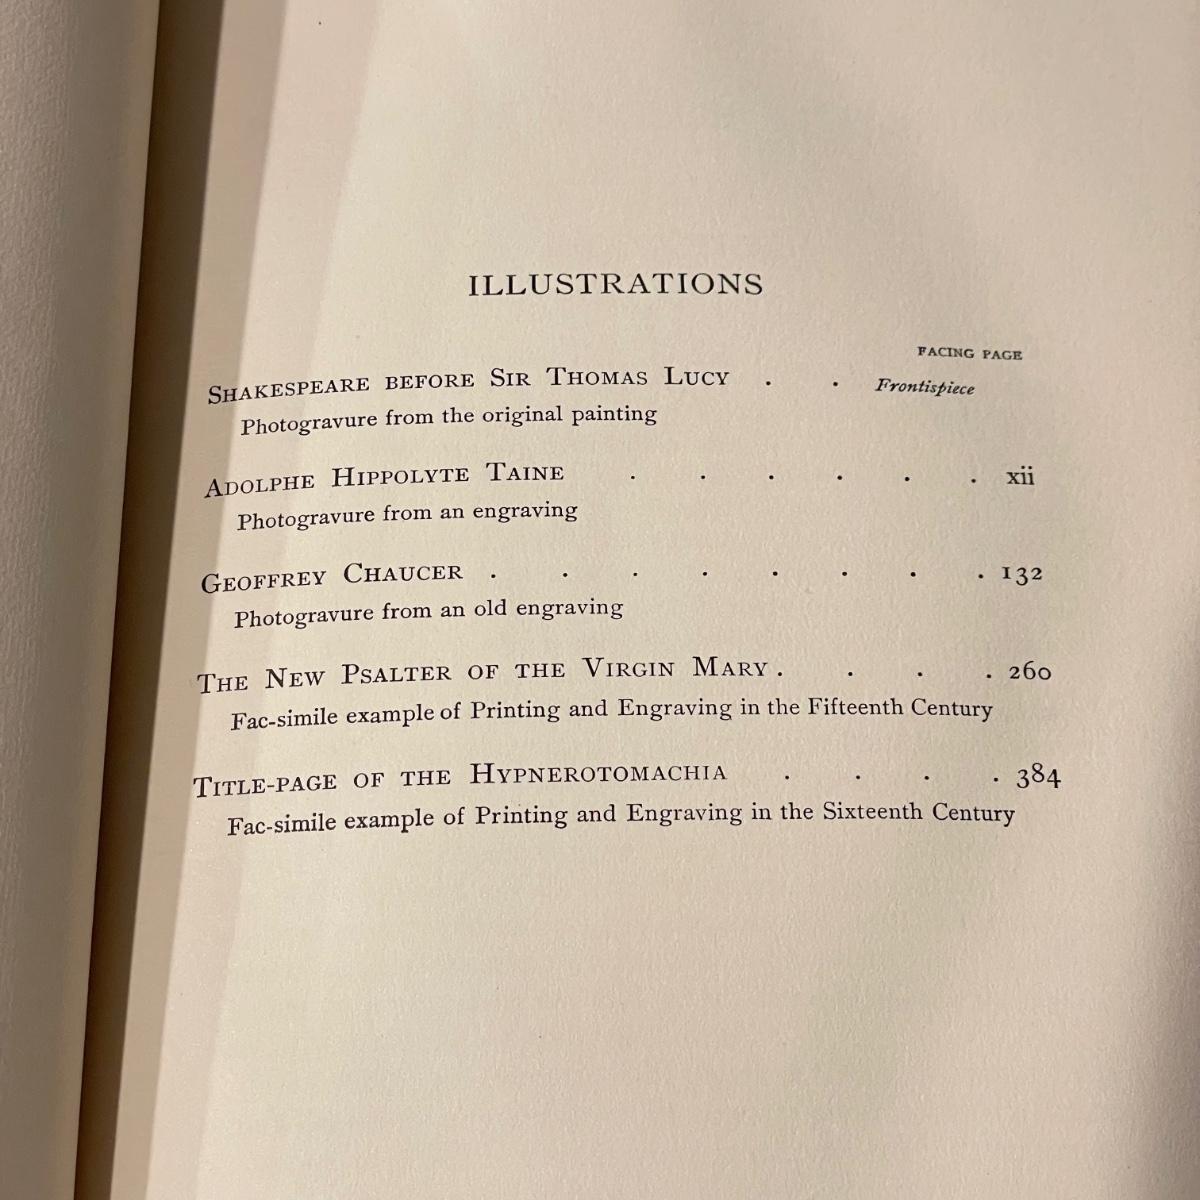 ILLUSTRATIONS
FACING PAGE
SHAKESPEARE BEFORE SIR THOMAS LUCY . . Frontispiece
Photogravure from the original painting
ADOLPHE HIPPOLYTE TAINE . . . . . . xii
Photogravure from an engraving
GEOFFREY CHAUCER . . . . . . . . 132
Photogravure from an old engraving
THE NEW PSALTER OF THE VIRGIN MARY . . . . 260
Fac-simile example of Printing and Engraving in the Fifteenth Century
TITLE-PAGE OF THE HYPNEROTOMACHIA . . . . 384
Fac-simile example of Printing and Engraving in the Sixteenth Century